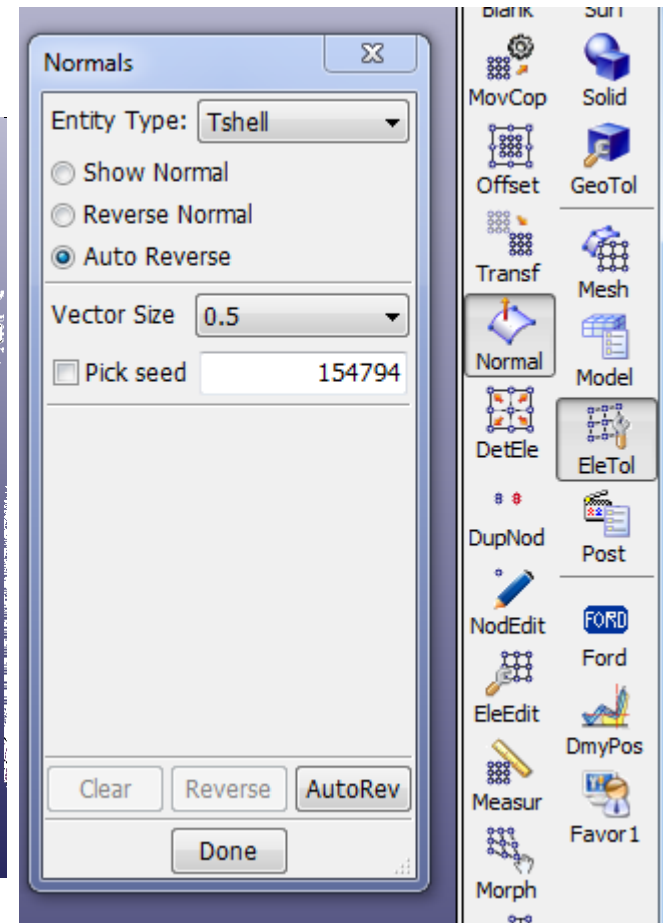 Normals
Entity Type: Tshell
Show Normal
Reverse Normal
Auto Reverse
Vector Size 0.5
Pick seed 154794
Clear Reverse AutoRev
Done
Blank Surf
MovCop Solid
Offset GeoTol
Transf Mesh
Normal Model
DetEle EleTol
DupNod Post
NodEdit FORD
Ford
EleEdit DmyPos
Measur Favor1
Morph